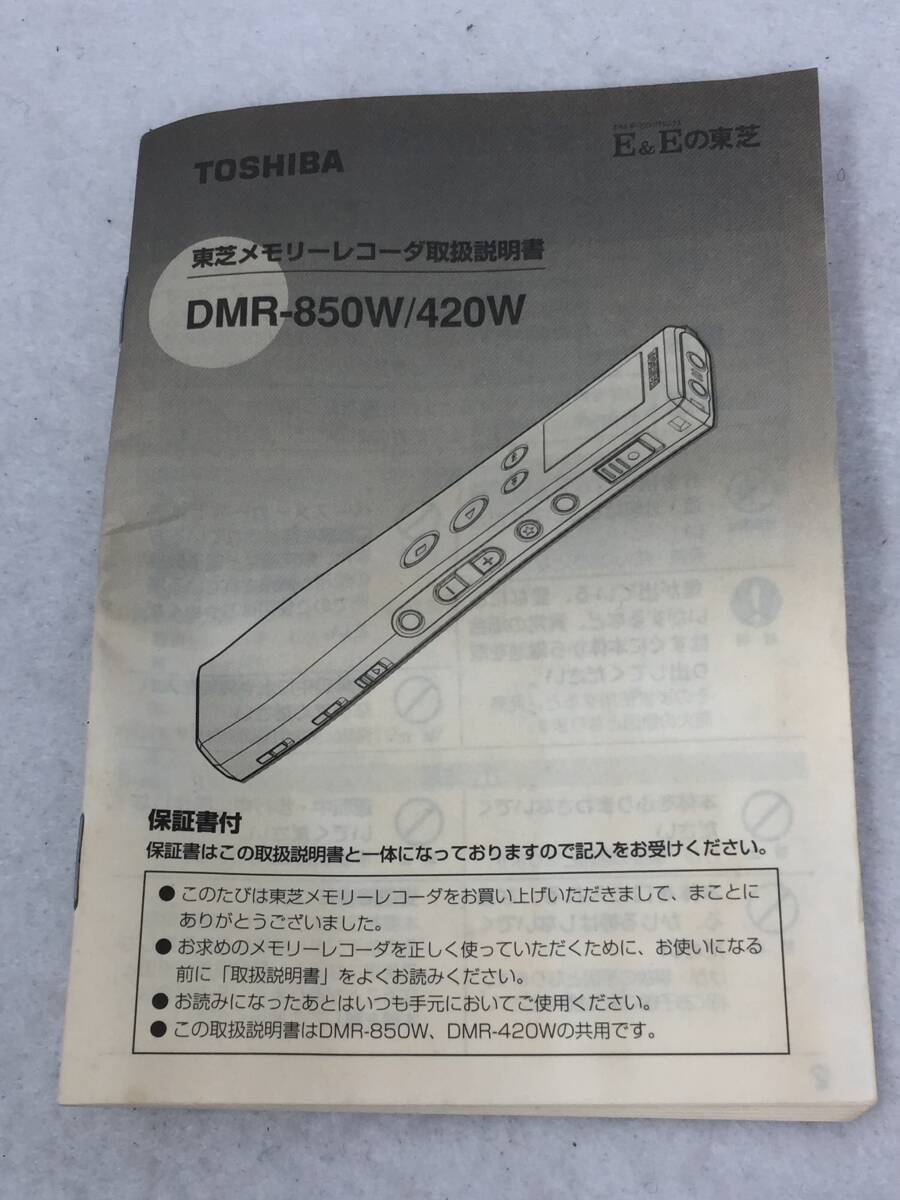 TOSHIBA
E&Eの東芝
東芝メモリーレコーダ取扱説明書
DMR-850W/420W
TOSHIBA
保証書付
保証書はこの取扱説明書と一体になっておりますので記入をお受けください。
● このたびは東芝メモリーレコーダをお買い上げいただきまして、まことに
ありがとうございました。
● お求めのメモリーレコーダを正しく使っていただくために、お使いになる
前に「取扱説明書」をよくお読みください。
● お読みになったあとはいつも手元においてご使用ください。
● この取扱説明書はDMR-850W、DMR-420Wの共用です。